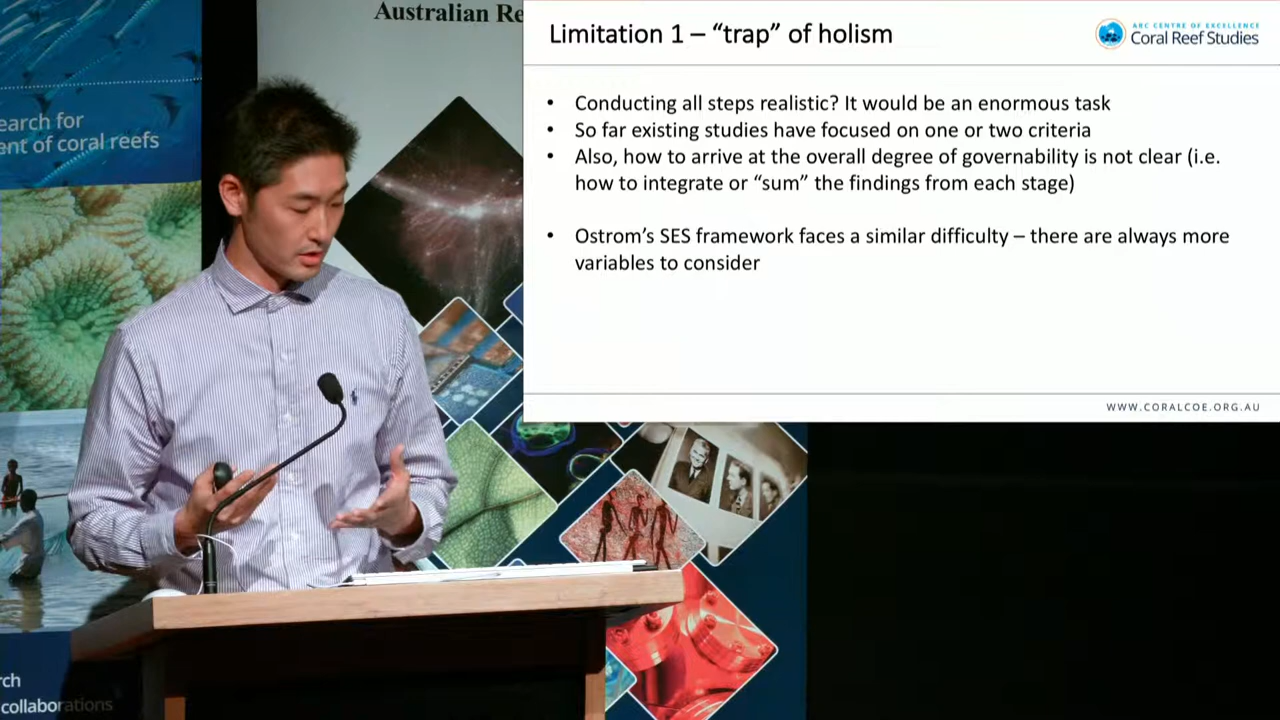 Australian Re
earch for
ent of coral reefs
rch
collaborations
Limitation 1 – “trap” of holism
ARC CENTRE OF EXCELLENCE
Coral Reef Studies
• Conducting all steps realistic? It would be an enormous task
• So far existing studies have focused on one or two criteria
• Also, how to arrive at the overall degree of governability is not clear (i.e.
how to integrate or “sum” the findings from each stage)
• Ostrom’s SES framework faces a similar difficulty – there are always more
variables to consider
WWW.CORALCOE.ORG.AU